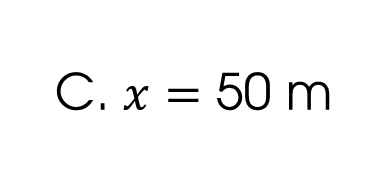 C. x = 50 m